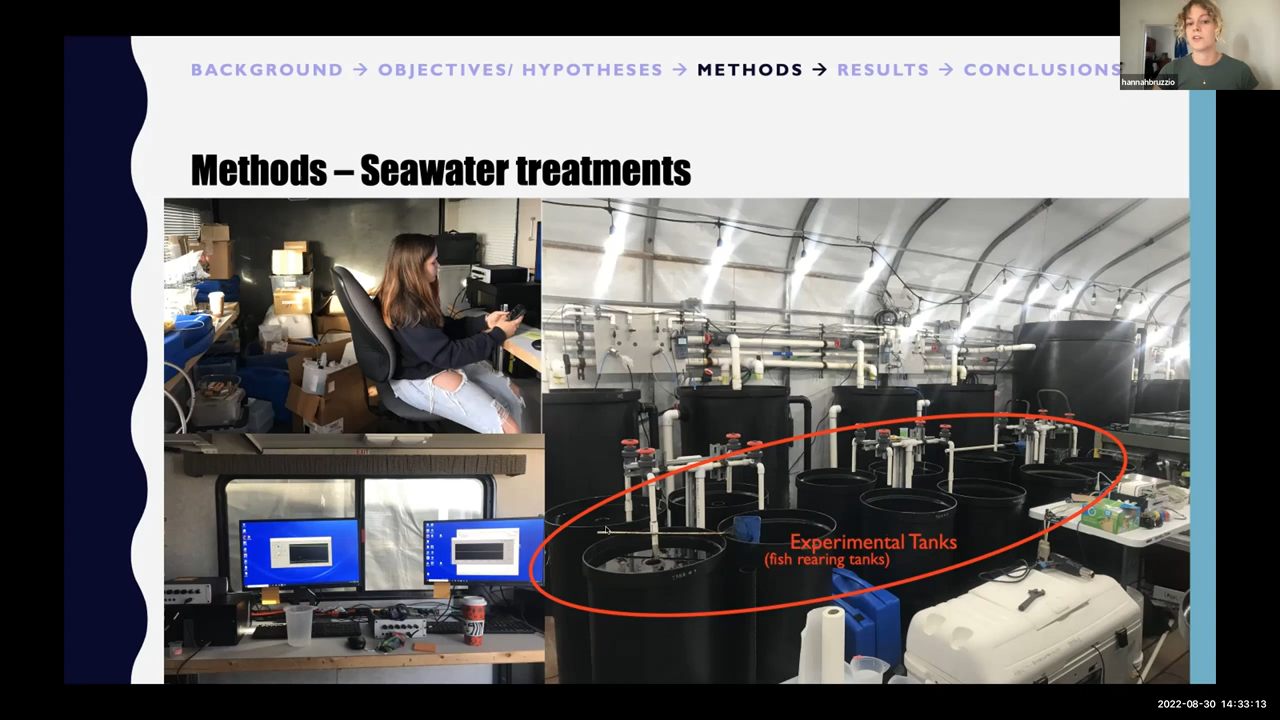 BACKGROUND → OBJECTIVES/ HYPOTHESES → METHODS → RESULTS → CONCLUSIONS
hannahbruzzio
Methods – Seawater treatments
Experimental Tanks
(fish rearing tanks)
2022-08-30 14:33:13